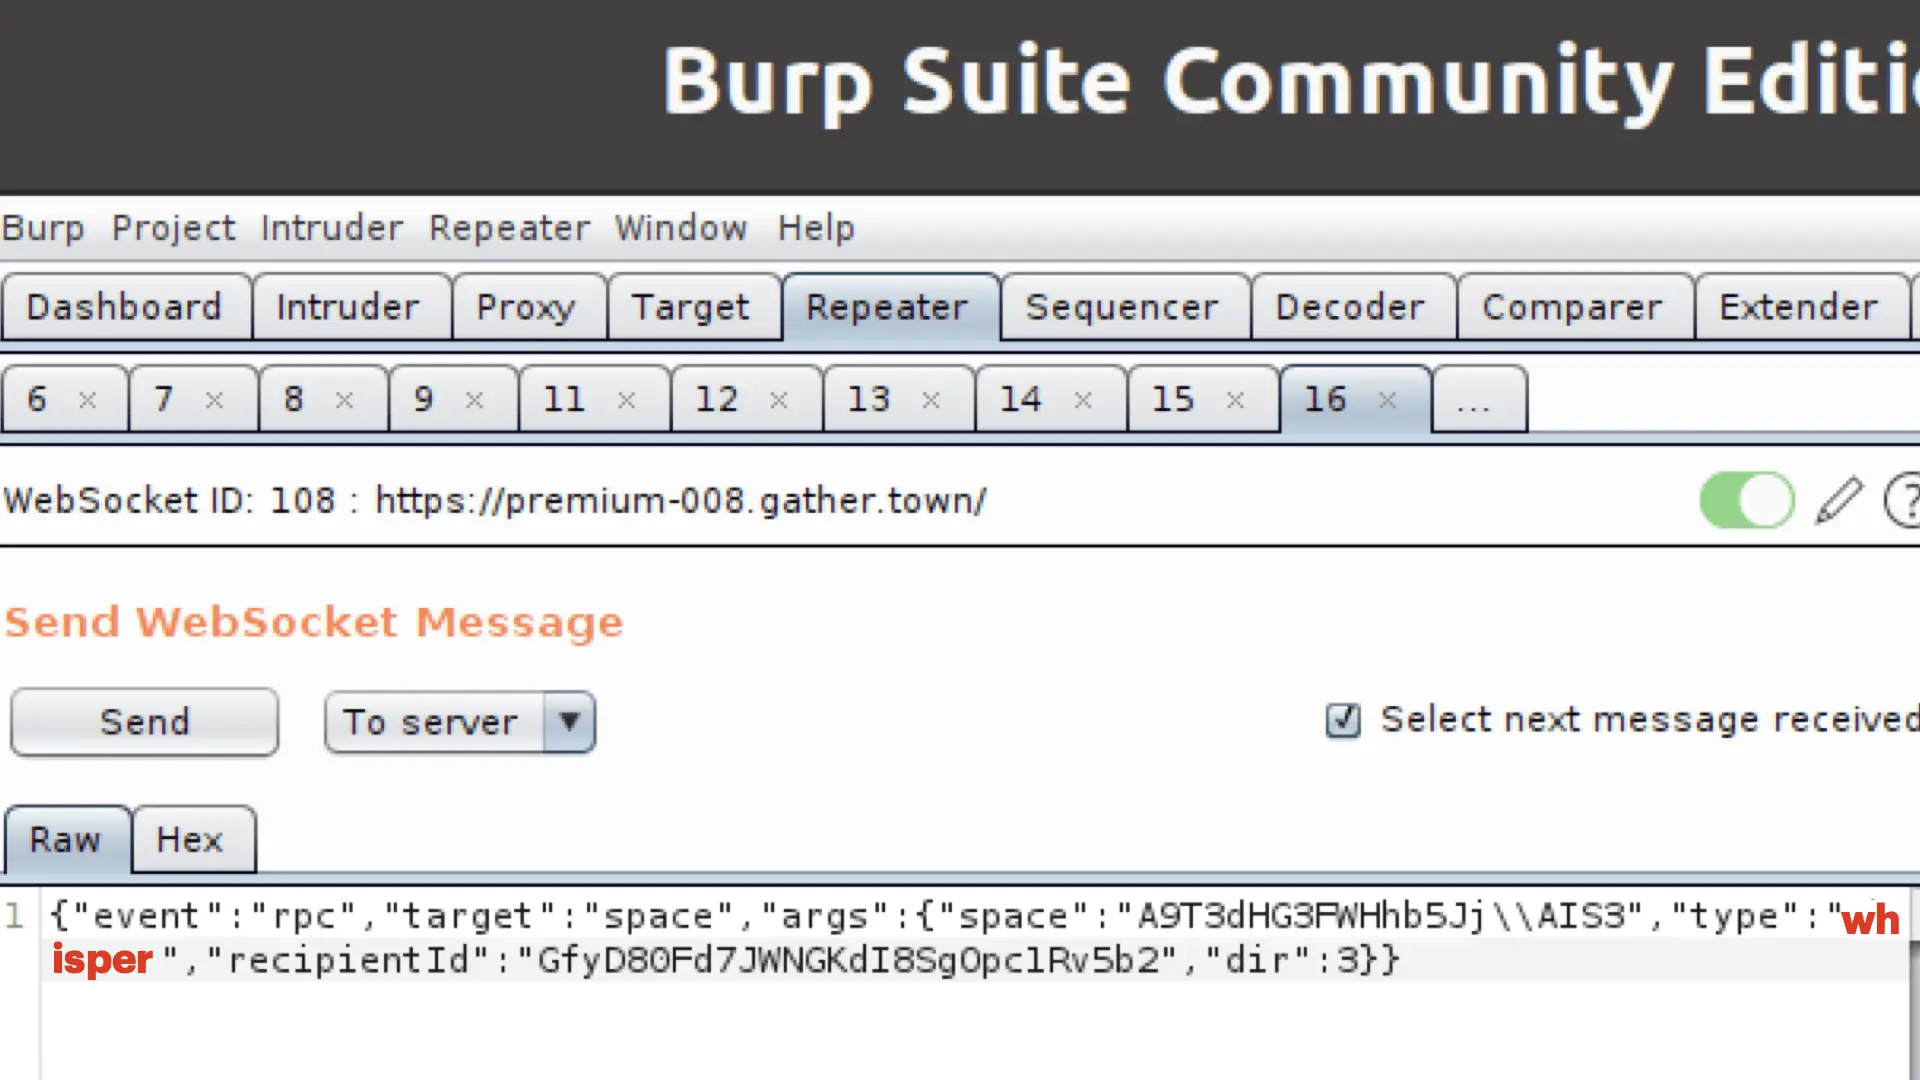 Burp Suite Community Editi
Burp Project Intruder Repeater Window Help
Dashboard Intruder Proxy Target Repeater Sequencer Decoder Comparer Extender
6 × 7 × 8 × 9 × 11 × 12 × 13 × 14 × 15 × 16 × ...
WebSocket ID: 108 : https://premium-008.gather.town/ ?
Send WebSocket Message
Send To server ▼ Select next message received
Raw Hex
1 {"event":"rpc","target":"space","args":{"space":"A9T3dHG3FWHhb5Jj\\AIS3","type":"wh
isper","recipientId":"GfyD80Fd7JWNGKdI8SgOpclRv5b2","dir":3}}